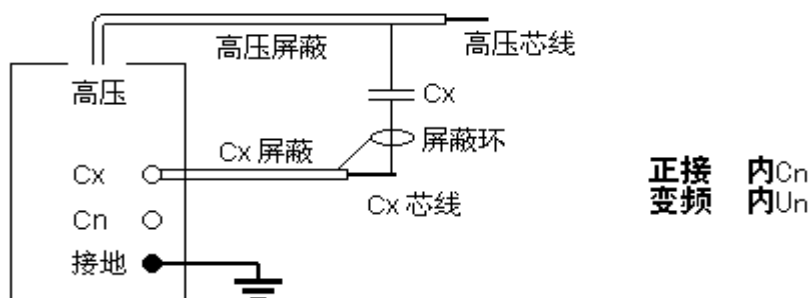 高压屏蔽
高压芯线
高压
Cx
Cx 屏蔽
屏蔽环
Cx
Cx 芯线
Cn
接地
正接 内Cn
变频 内Un